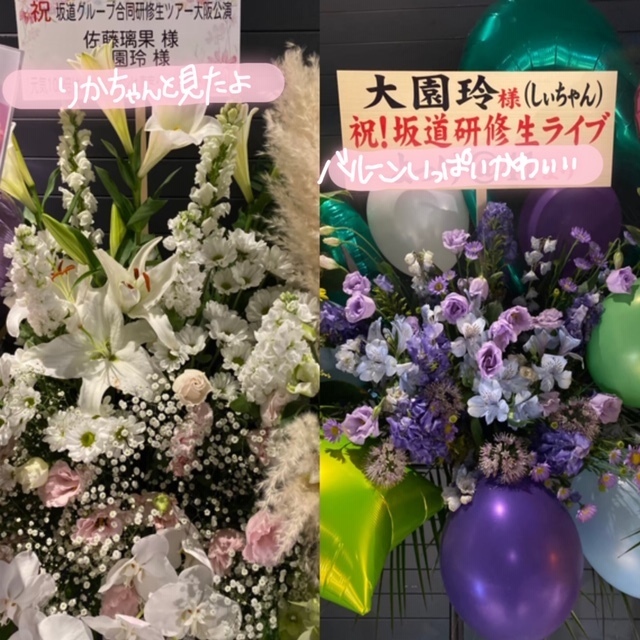 祝 坂道グループ合同研修生ツアー大阪公演
佐藤璃果 様
園玲 様
りかちゃんと見たよ
大園玲様(しぃちゃん)
祝!坂道研修生ライブ
バルーンいっぱいかわいい